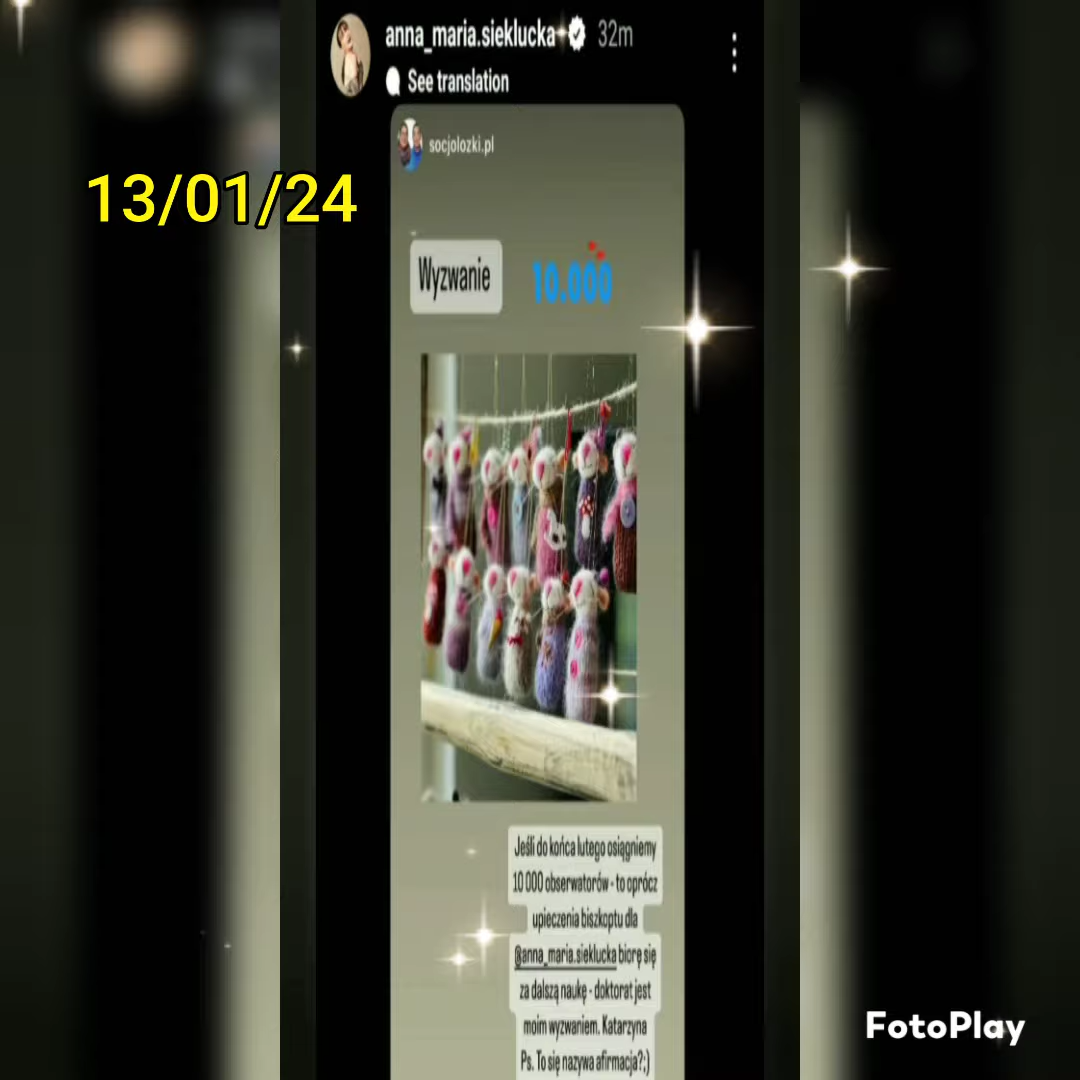 anna_maria.sieklucka 32m
See translation
socjolozki.pl
13/01/24
Wyzwanie 10.000
Jeśli do końca lutego osiągniemy
10 000 obserwatorów - to oprócz
upieczenia biszkoptu dla
@anna_maria.sieklucka biorę się
za dalszą naukę - doktorat jest
moim wyzwaniem. Katarzyna
Ps. To się nazywa afirmacja?;)
FotoPlay